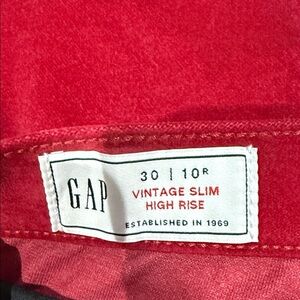 GAP
30 | 10R
VINTAGE SLIM
HIGH RISE
ESTABLISHED IN 1969